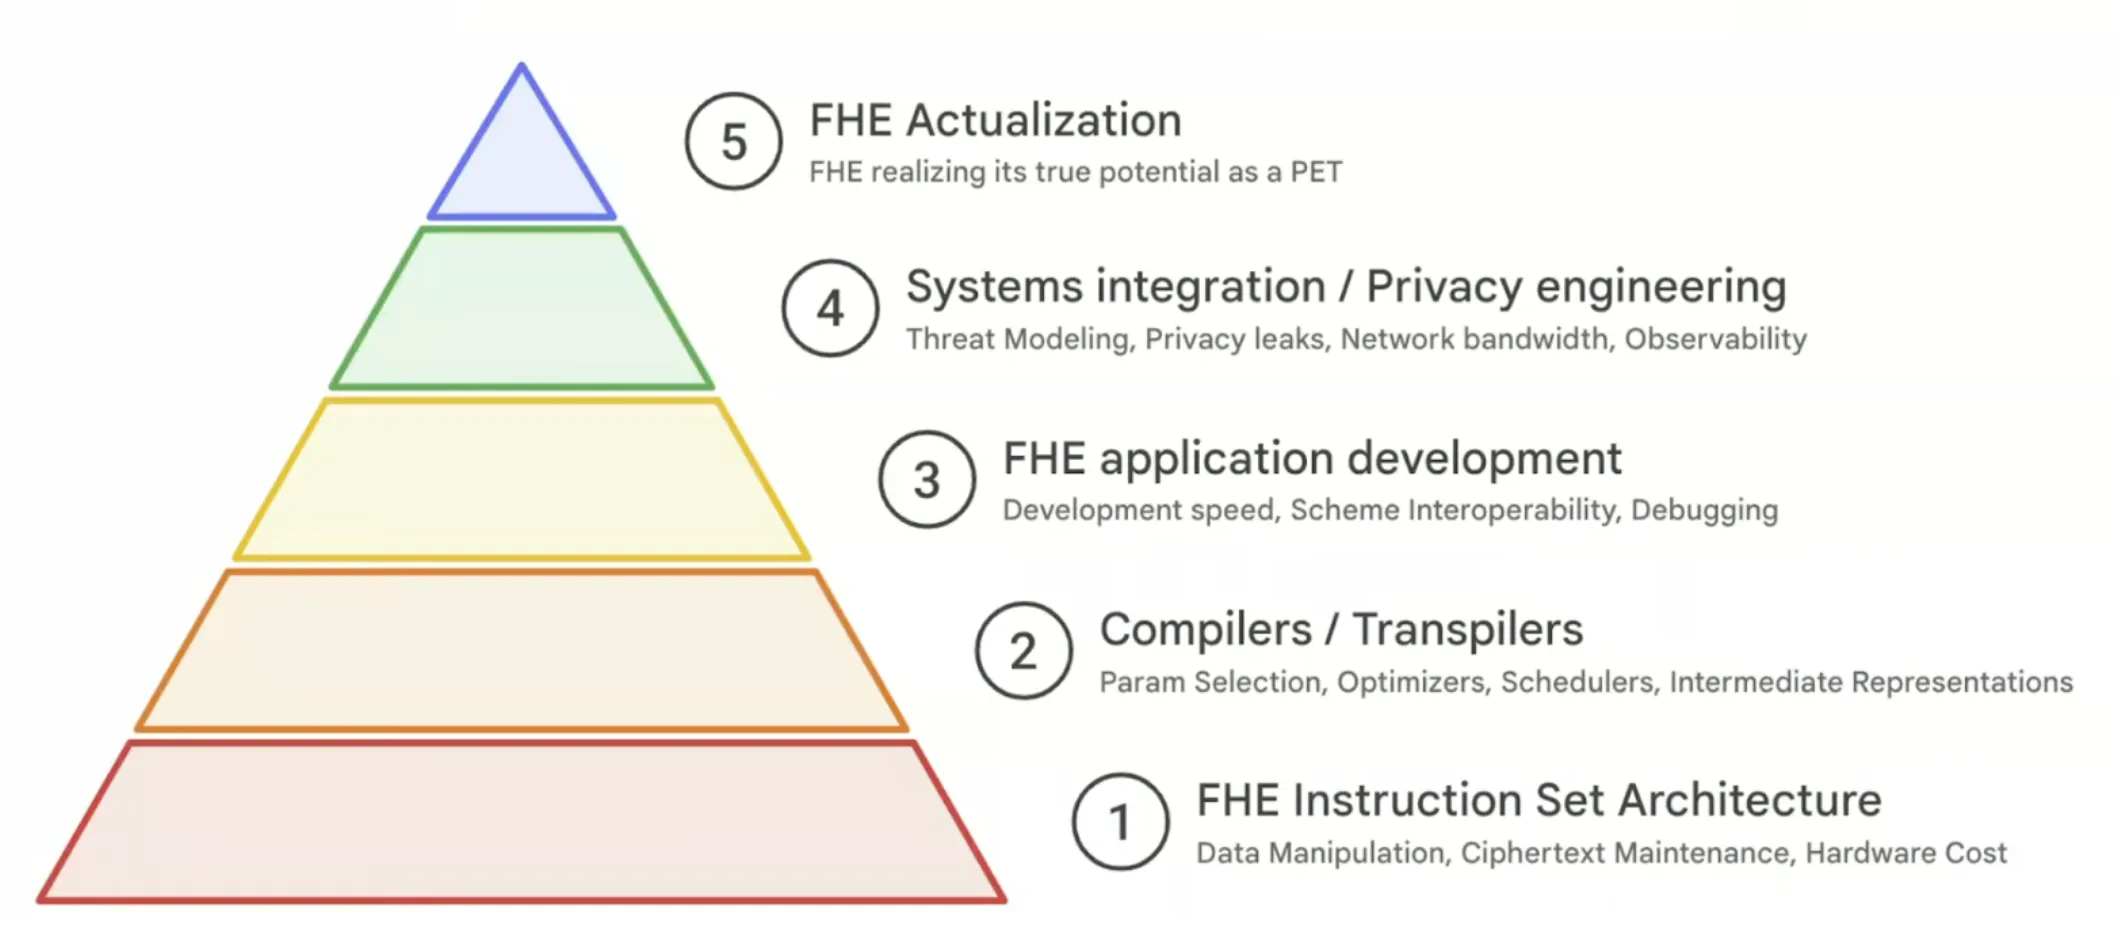 5
FHE Actualization
FHE realizing its true potential as a PET
4
Systems integration / Privacy engineering
Threat Modeling, Privacy leaks, Network bandwidth, Observability
3
FHE application development
Development speed, Scheme Interoperability, Debugging
2
Compilers / Transpilers
Param Selection, Optimizers, Schedulers, Intermediate Representations
1
FHE Instruction Set Architecture
Data Manipulation, Ciphertext Maintenance, Hardware Cost